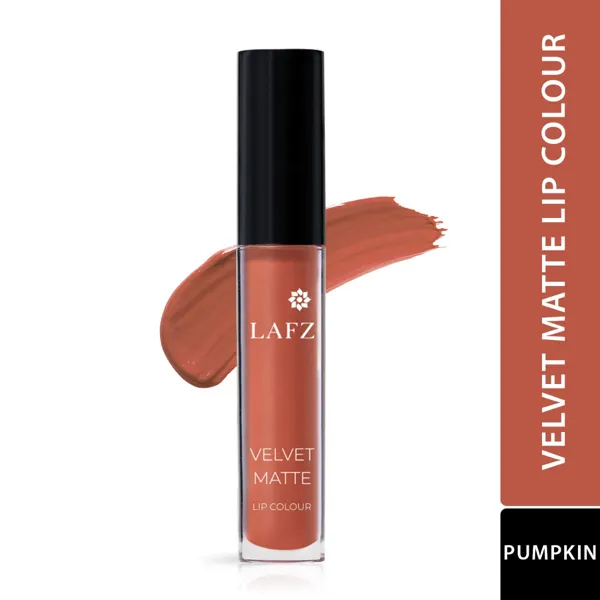 LAFZ
VELVET
MATTE
LIP COLOUR
VELVET MATTE LIP COLOUR
PUMPKIN